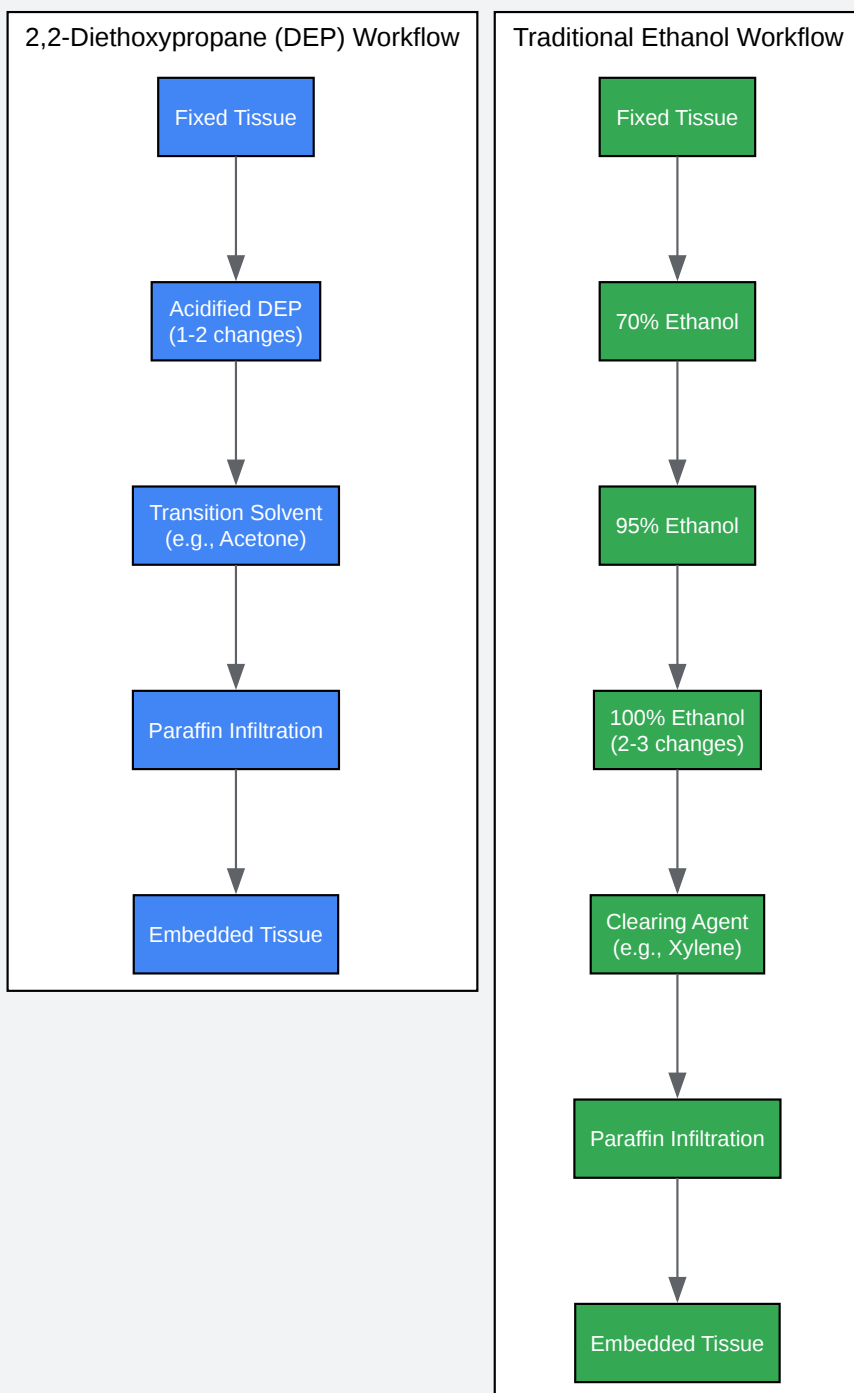 2,2-Diethoxypropane (DEP) Workflow
Fixed Tissue
Acidified DEP
(1-2 changes)
Transition Solvent
(e.g., Acetone)
Paraffin Infiltration
Embedded Tissue
Traditional Ethanol Workflow
Fixed Tissue
70% Ethanol
95% Ethanol
100% Ethanol
(2-3 changes)
Clearing Agent
(e.g., Xylene)
Paraffin Infiltration
Embedded Tissue